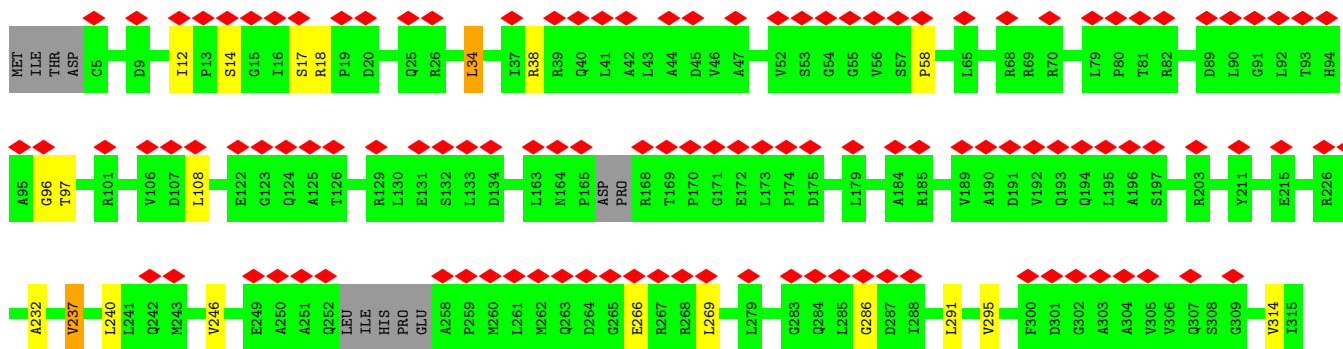 MET ILE THR ASP C5 D9 I12 P13 S14 G15 I16 S17 R18 P19 D20 Q25 R26 L34 I37 R38 R39 Q40 L41 A42 L43 A44 D45 V46 A47 V52 S53 G54 G55 V56 S57 P58 L65 R68 R69 R70 L79 P80 T81 R82 D89 L90 G91 L92 T93 H94
A95 G96 T97 R101 V106 D107 L108 E122 G123 Q124 A125 T126 R129 L130 E131 S132 L133 D134 L163 N164 P165 ASP PRO R168 T169 P170 G171 E172 L173 P174 D175 L179 A184 R185 V189 A190 D191 V192 Q193 Q194 L195 A196 S197 R203 Y211 E215 R226
A232 V237 L240 L241 Q242 M243 V246 E249 A250 A251 Q252 LEU ILE HIS PRO GLU A258 P259 M260 L261 M262 Q263 D264 G265 E266 R267 R268 L269 L279 G283 Q284 L285 G286 D287 I288 L291 V295 F300 D301 G302 A303 A304 V305 V306 Q307 S308 G309 V314 I315